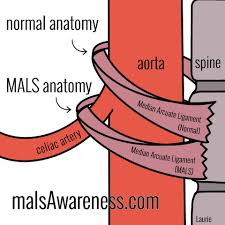 normal anatomy
aorta
spine
MALS anatomy
Median Arcuate Ligament
(Normal)
celiac artery
Median Arcuate Ligament
(MALS)
malsAwareness.com
Laurie